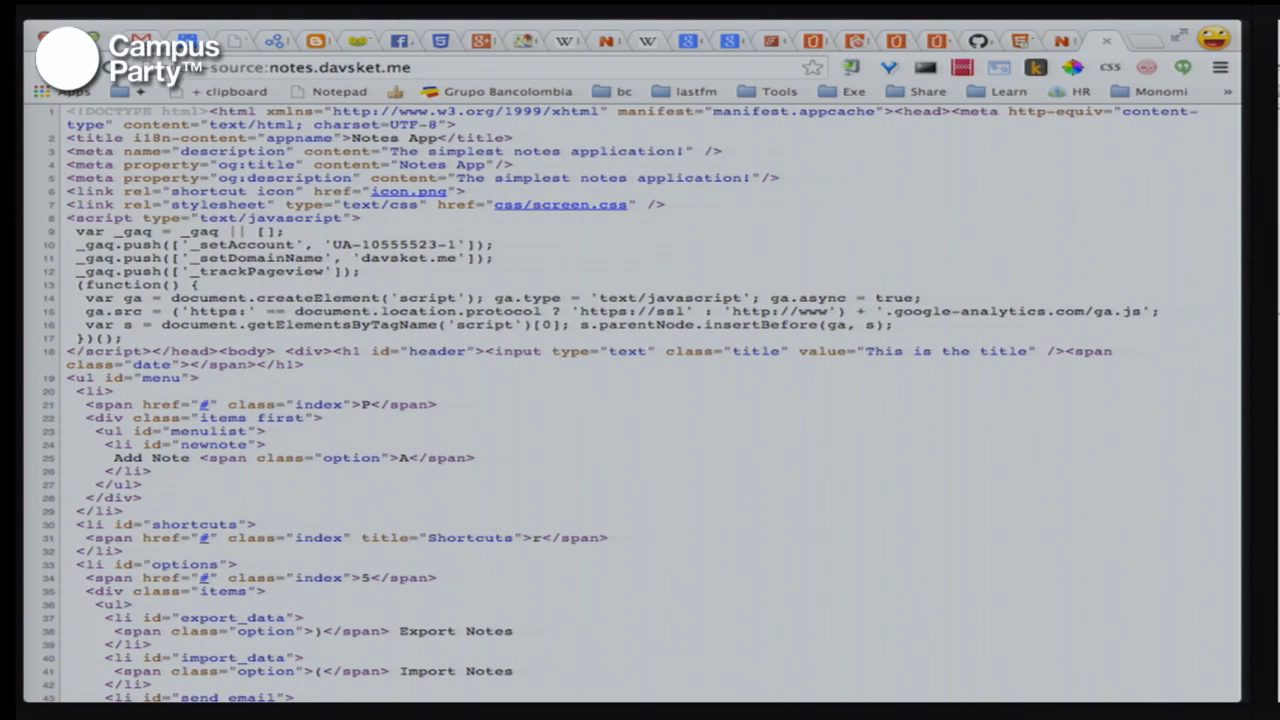 Campus
Party™
-source:notes.davsket.me
Apps + + clipboard Notepad Grupo Bancolombia bc lastfm Tools Exe Share Learn HR Monomi »
1 <!DOCTYPE html><html xmlns="http://www.w3.org/1999/xhtml" manifest="manifest.appcache"><head><meta http-equiv="content-
type" content="text/html; charset=UTF-8">
2 <title i18n-content="appname">Notes App</title>
3 <meta name="description" content="The simplest notes application!" />
4 <meta property="og:title" content="Notes App"/>
5 <meta property="og:description" content="The simplest notes application!"/>
6 <link rel="shortcut icon" href="icon.png">
7 <link rel="stylesheet" type="text/css" href="css/screen.css" />
8 <script type="text/javascript">
9 var _gaq = _gaq || [];
10 _gaq.push(['_setAccount', 'UA-10555523-1']);
11 _gaq.push(['_setDomainName', 'davsket.me']);
12 _gaq.push(['_trackPageview']);
13 (function() {
14 var ga = document.createElement('script'); ga.type = 'text/javascript'; ga.async = true;
15 ga.src = ('https:' == document.location.protocol ? 'https://ssl' : 'http://www') + '.google-analytics.com/ga.js';
16 var s = document.getElementsByTagName('script')[0]; s.parentNode.insertBefore(ga, s);
17 })();
18 </script></head><body> <div><h1 id="header"><input type="text" class="title" value="This is the title" /><span
class="date"></span></h1>
19 <ul id="menu">
20 <li>
21 <span href="#" class="index">P</span>
22 <div class="items first">
23 <ul id="menulist">
24 <li id="newnote">
25 Add Note <span class="option">A</span>
26 </li>
27 </ul>
28 </div>
29 </li>
30 <li id="shortcuts">
31 <span href="#" class="index" title="Shortcuts">r</span>
32 </li>
33 <li id="options">
34 <span href="#" class="index">5</span>
35 <div class="items">
36 <ul>
37 <li id="export_data">
38 <span class="option">)</span> Export Notes
39 </li>
40 <li id="import_data">
41 <span class="option">(</span> Import Notes
42 </li>
43 <li id="send_email">